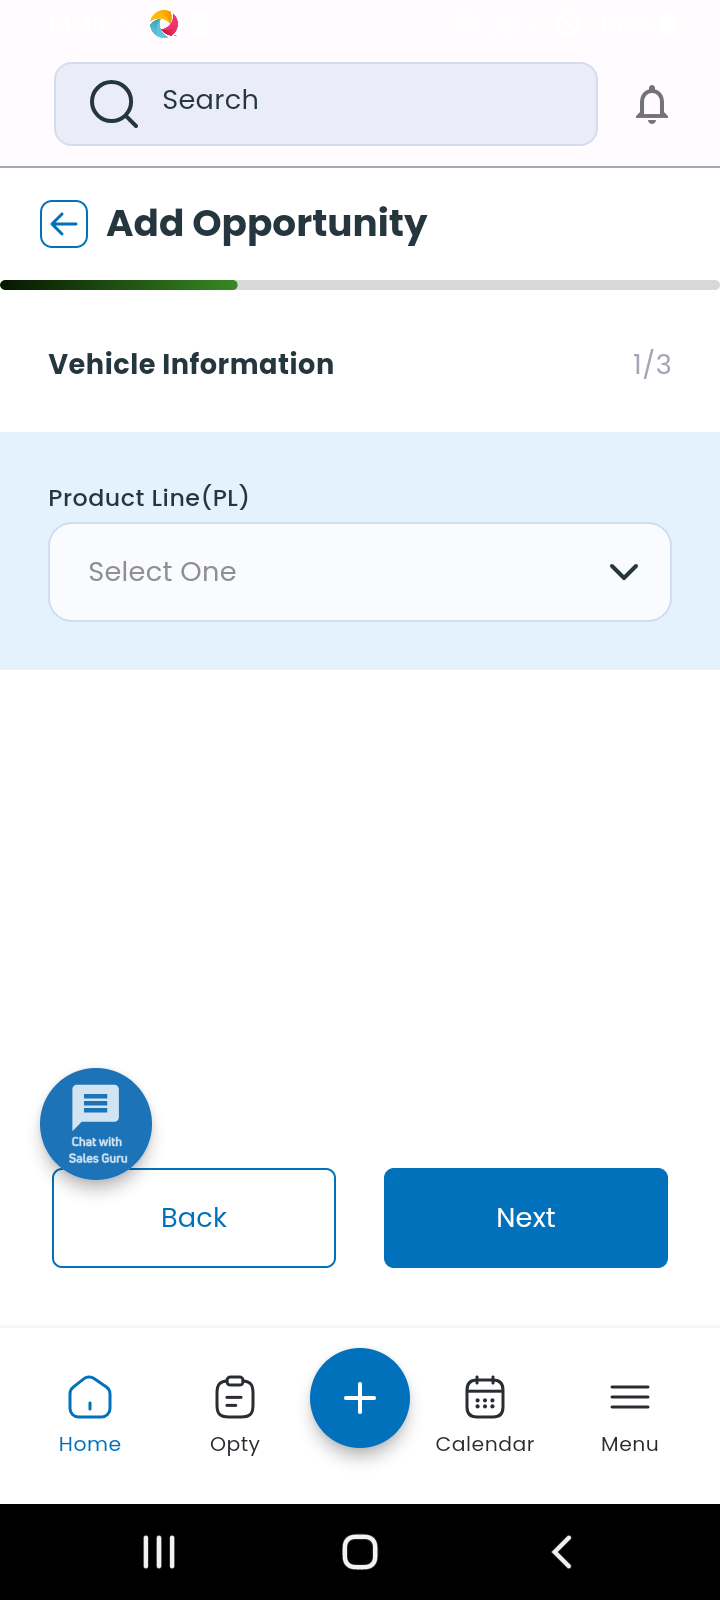 Search
Add Opportunity
Vehicle Information
1/3
Product Line(PL)
Select One
Chat with
Sales Guru
Back
Next
Home
Opty
Calendar
Menu